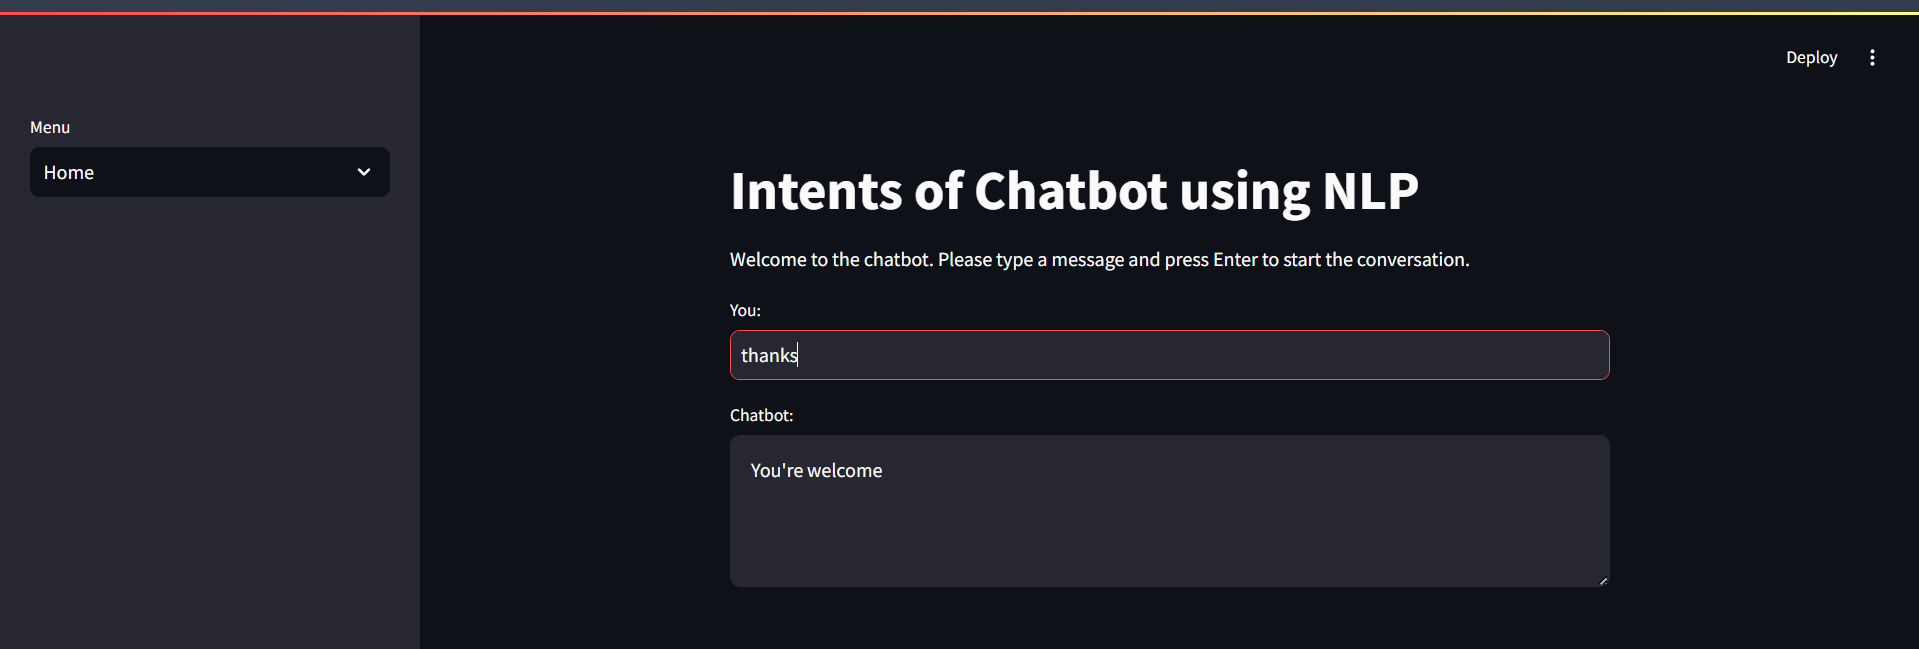 Deploy
Menu
Home
Intents of Chatbot using NLP
Welcome to the chatbot. Please type a message and press Enter to start the conversation.
You:
thanks
Chatbot:
You're welcome